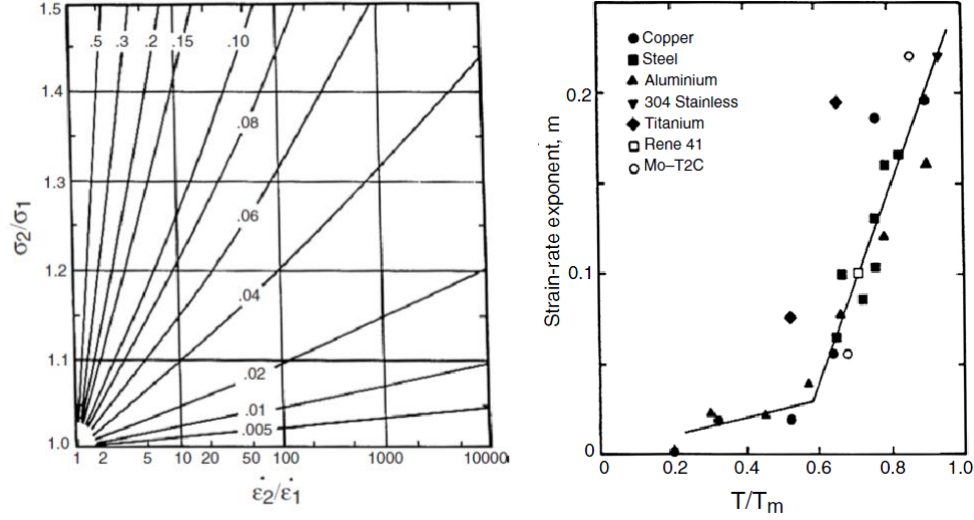 1.5
1.4
1.3
1.2
1.1
1.0
σ2/σ1
.5
.3
.2
.15
.10
.08
.06
.04
.02
.01
.005
1 2 5 10 20 50 100 1000 10000
ε̇2/ε̇1
Copper
Steel
Aluminium
304 Stainless
Titanium
Rene 41
Mo–T2C
Strain-rate exponent, m
0.2
0.1
0
0 0.2 0.4 0.6 0.8 1.0
T/Tm